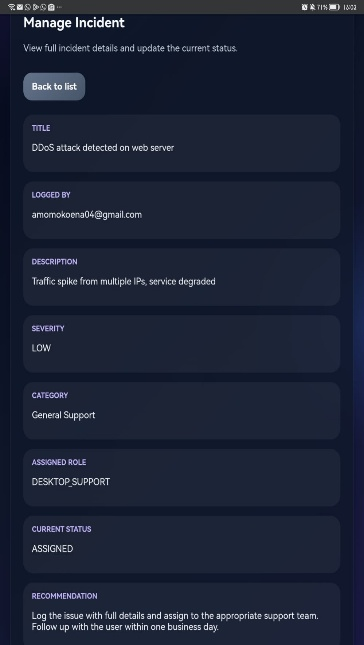 71% 16:03
Manage Incident
View full incident details and update the current status.
Back to list
TITLE
DDoS attack detected on web server
LOGGED BY
amomokoena04@gmail.com
DESCRIPTION
Traffic spike from multiple IPs, service degraded
SEVERITY
LOW
CATEGORY
General Support
ASSIGNED ROLE
DESKTOP_SUPPORT
CURRENT STATUS
ASSIGNED
RECOMMENDATION
Log the issue with full details and assign to the appropriate support team.
Follow up with the user within one business day.